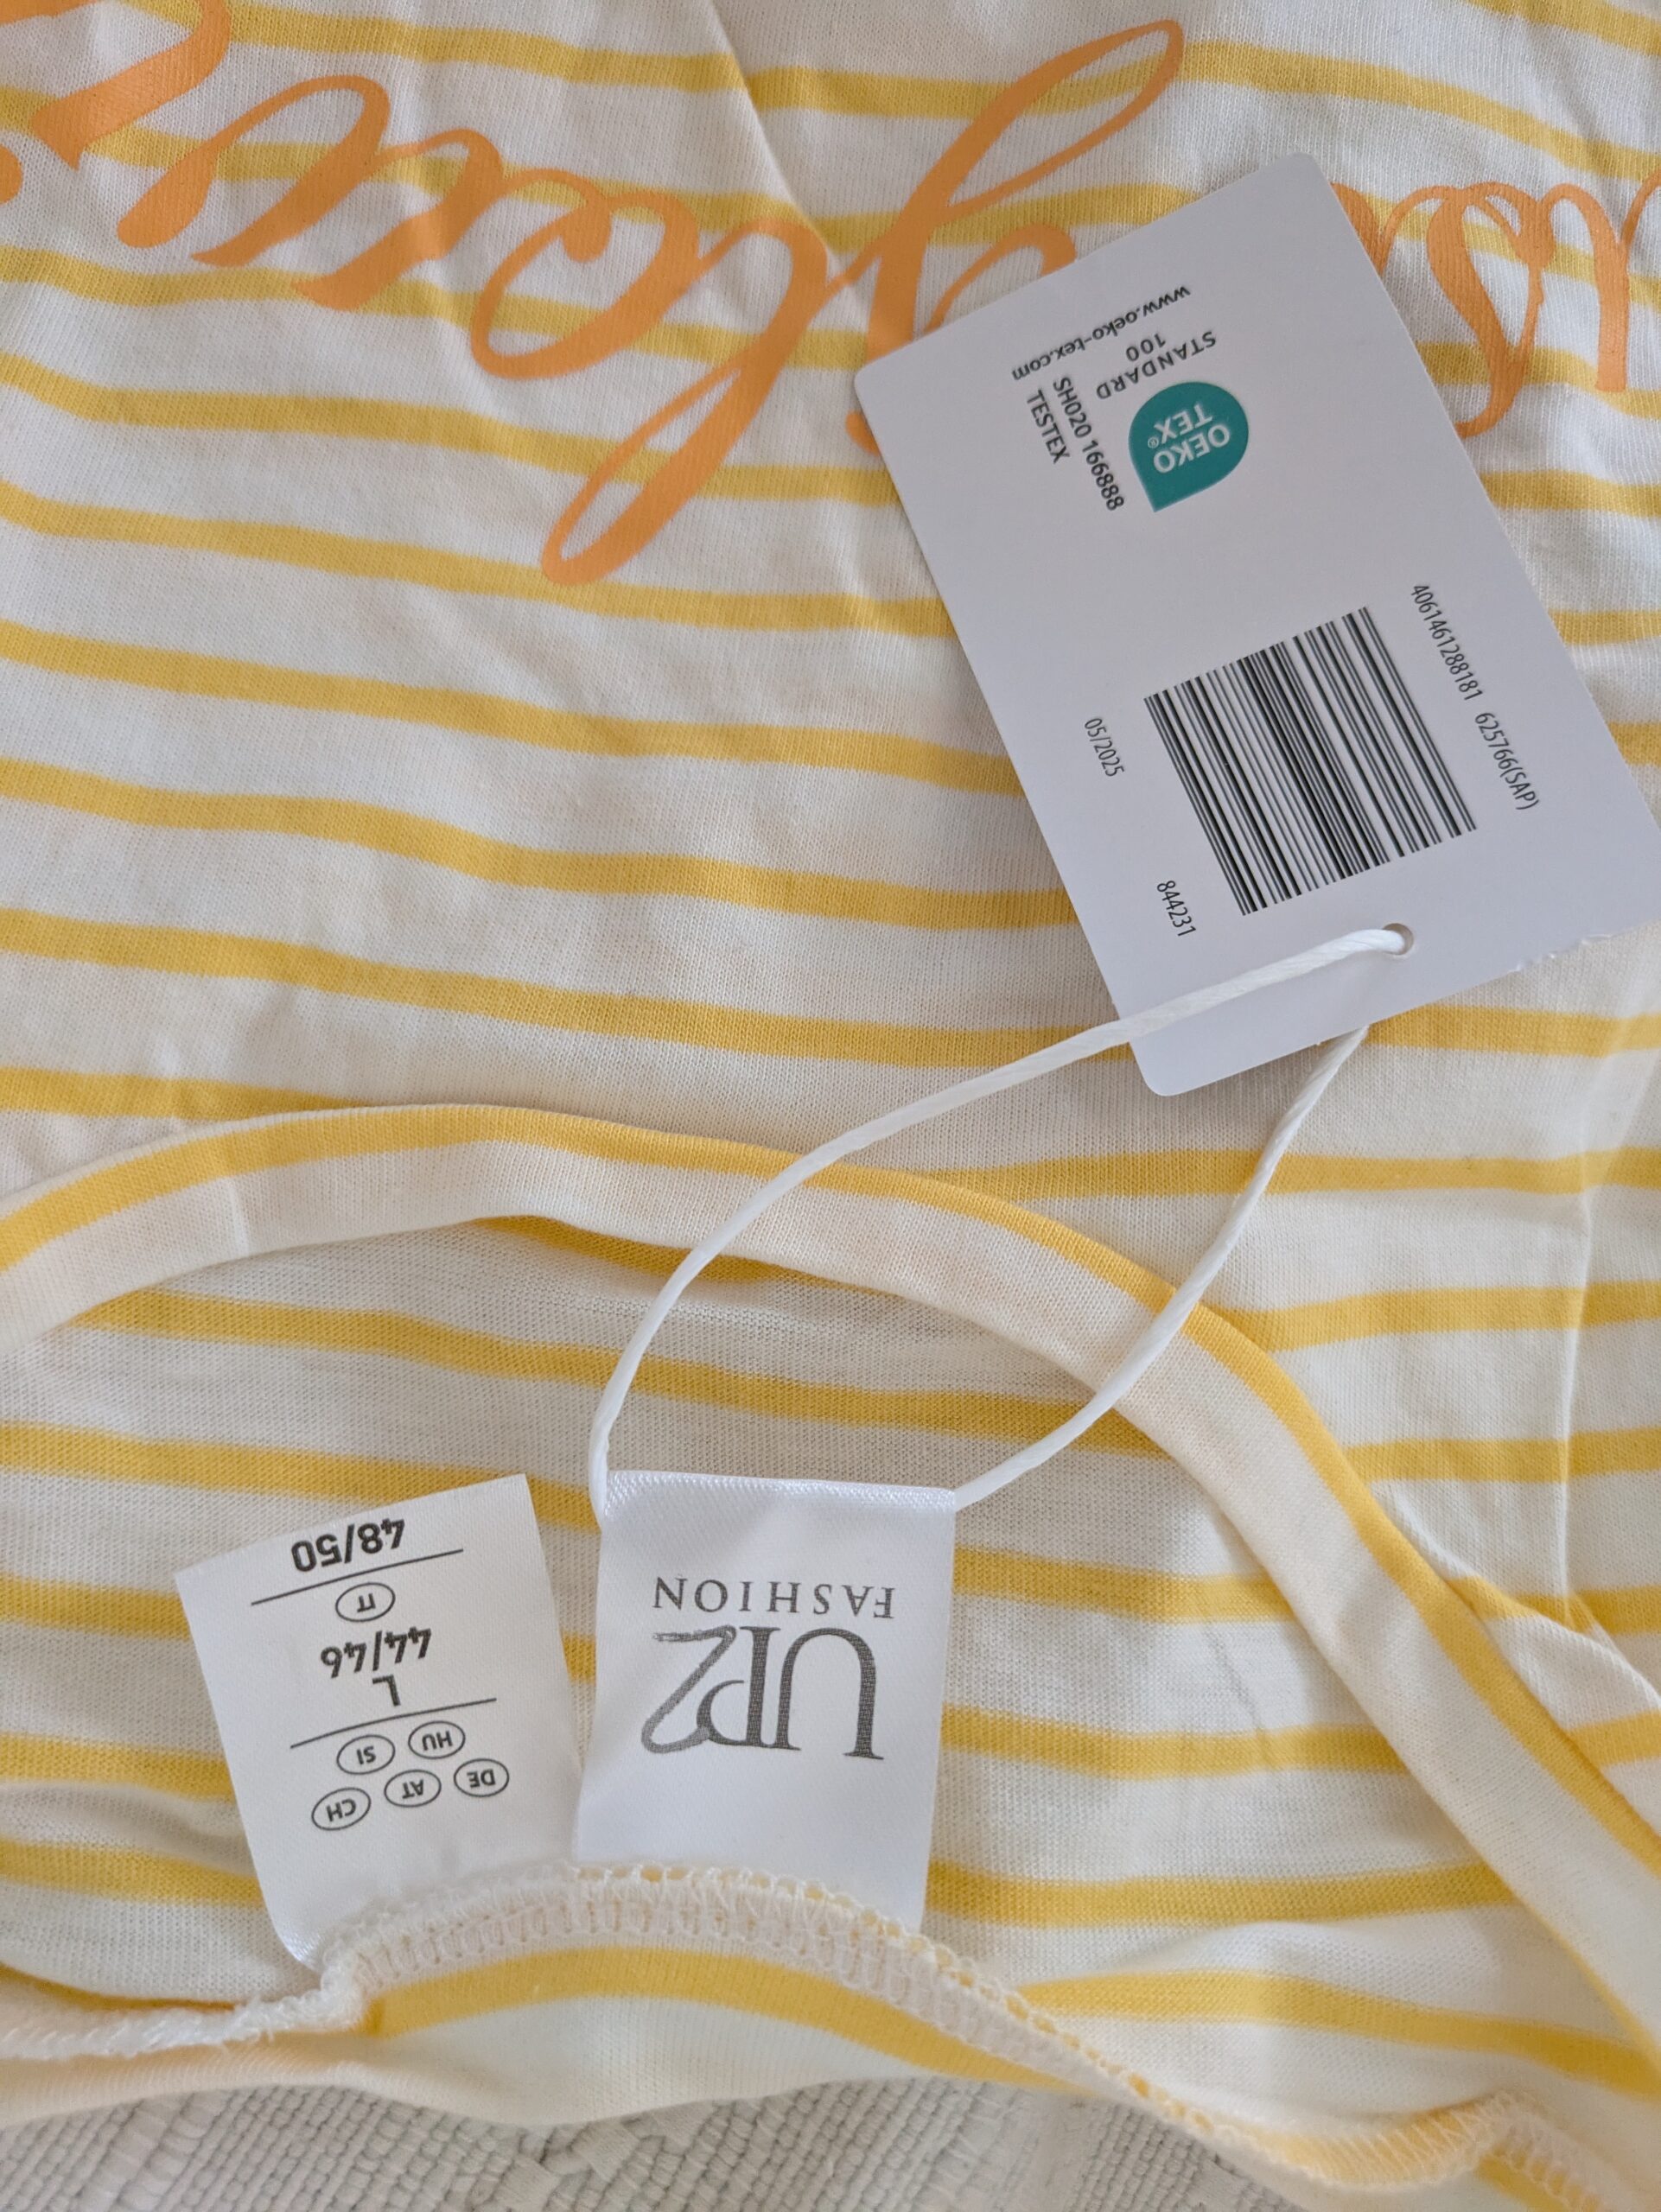 UP2
FASHION
DE AT CH
HU SI
L
44/46
IT
48/50
4061461288181 625766(SAP)
844231
05/2025
OEKO
TEX®
STANDARD
100
SH020 166888
TESTEX
www.oeko-tex.com